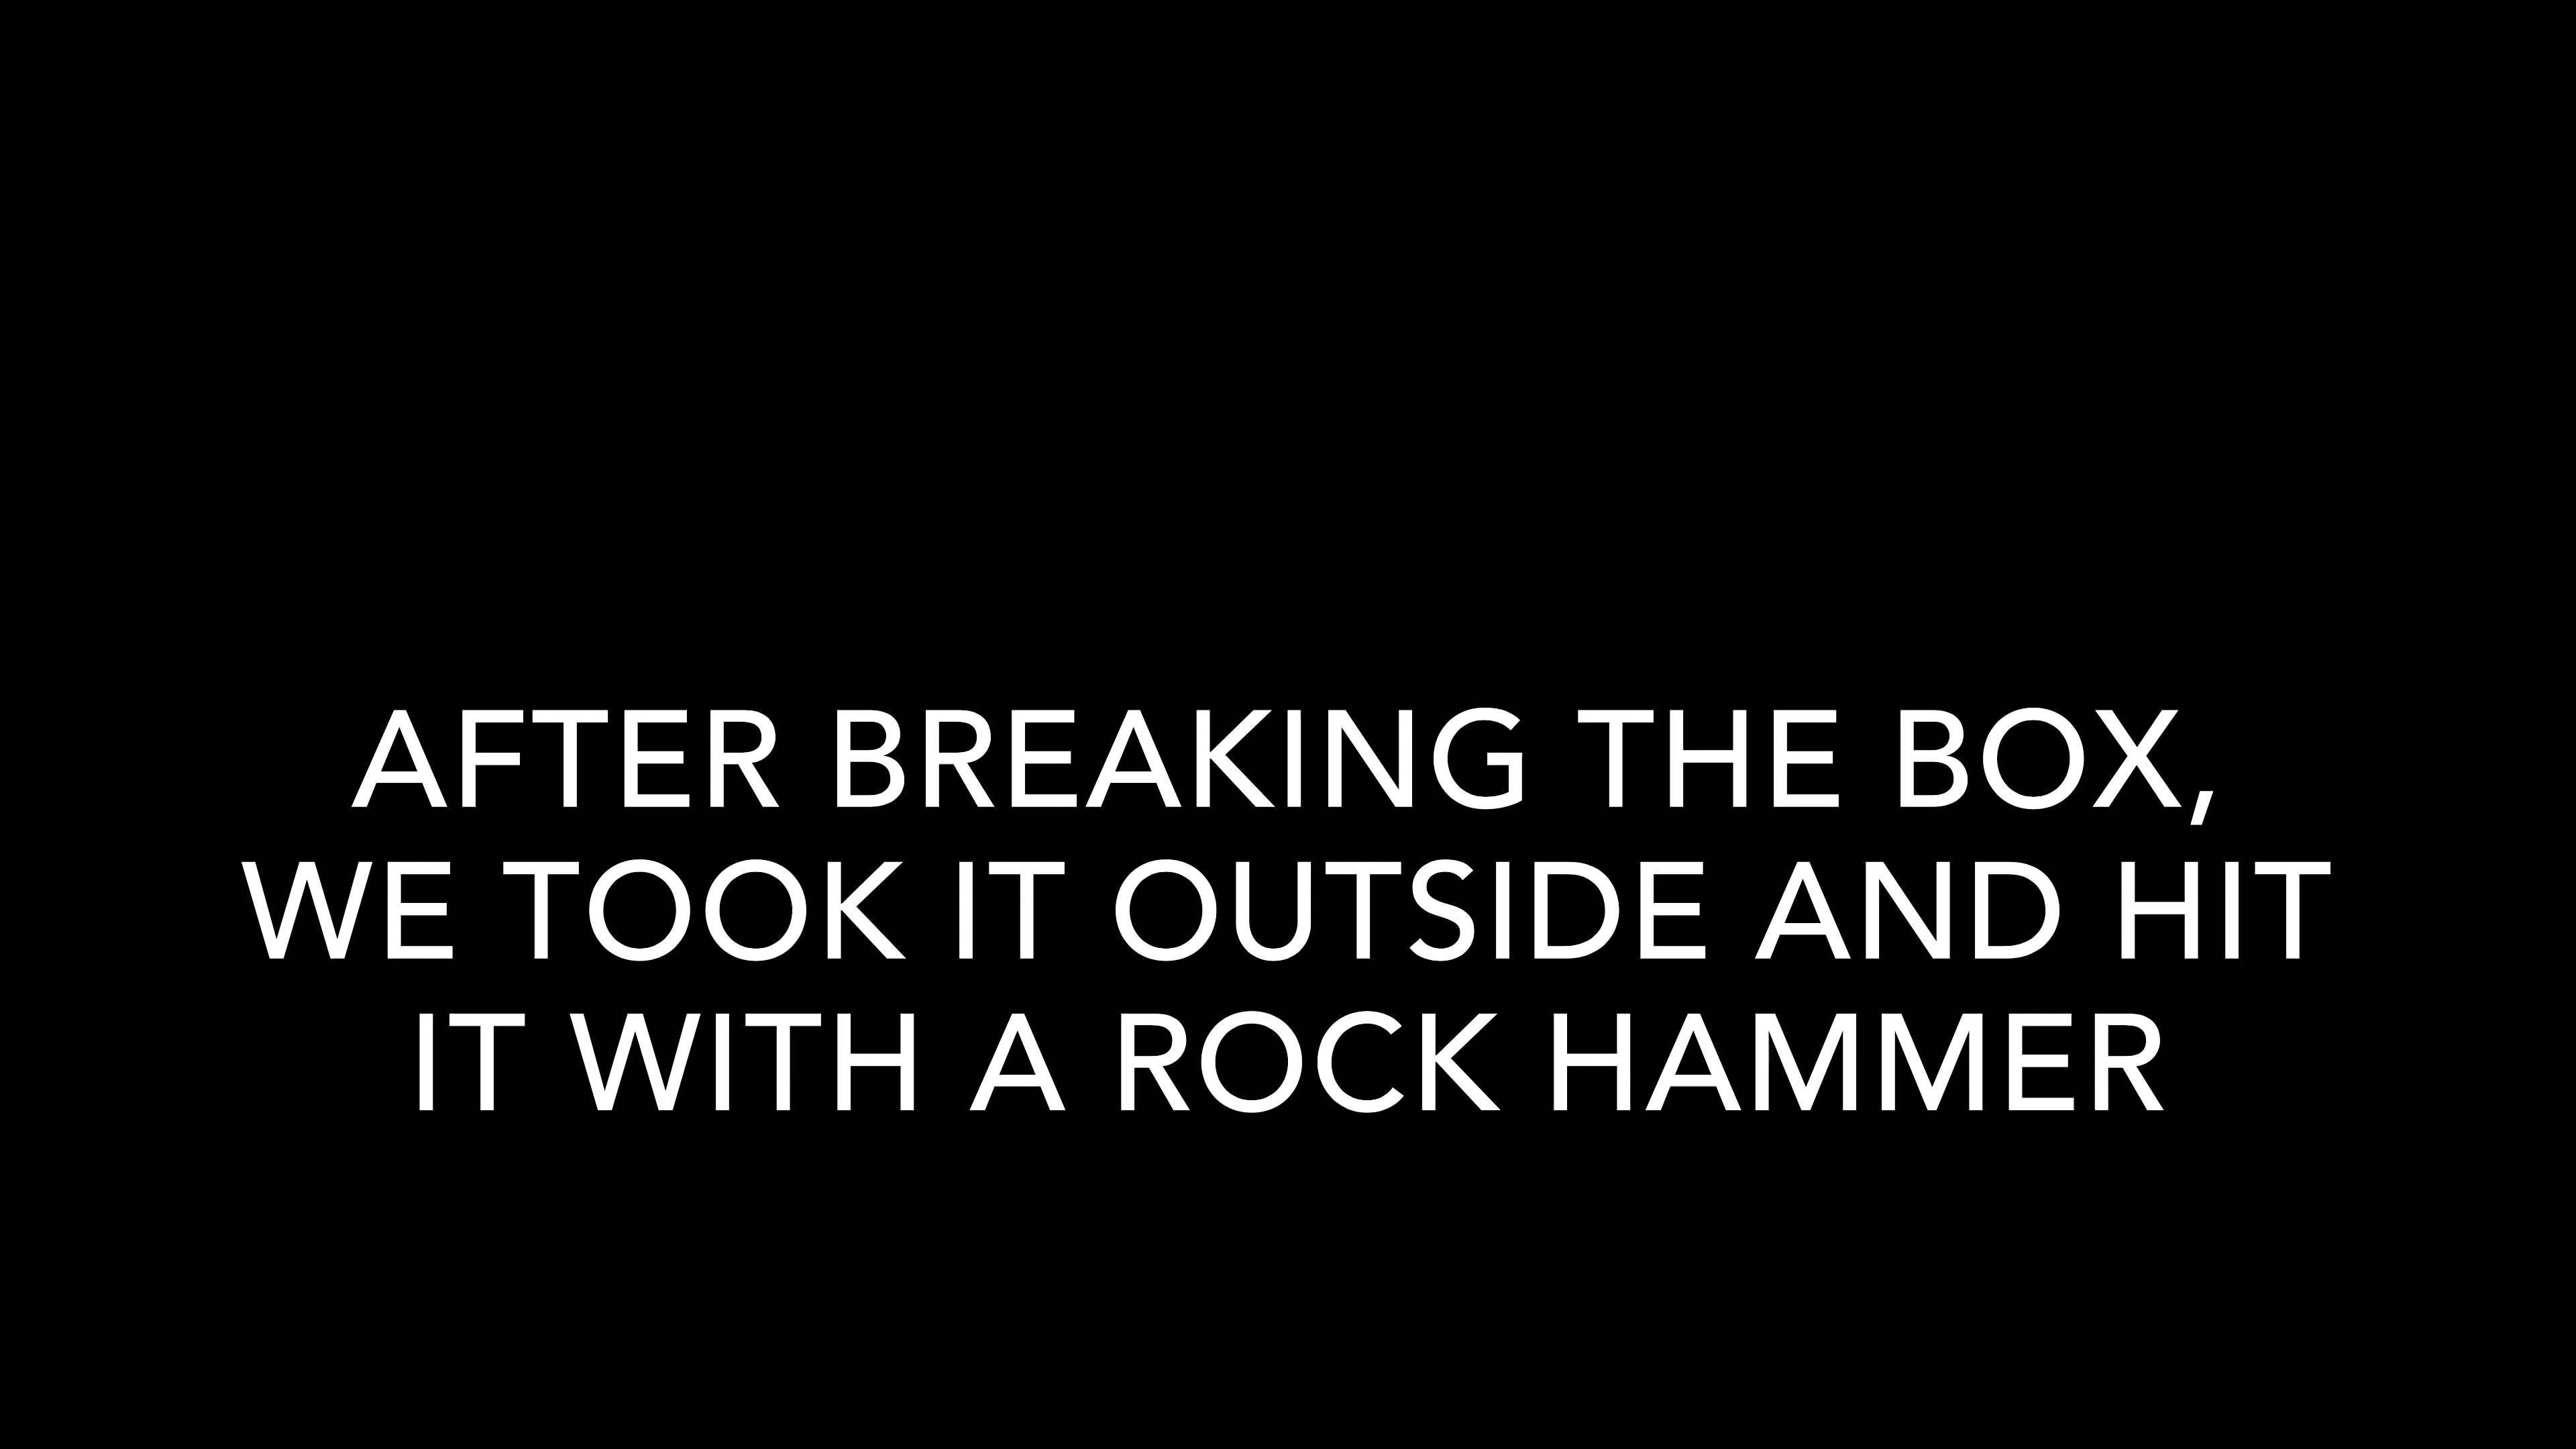 AFTER BREAKING THE BOX,
WE TOOK IT OUTSIDE AND HIT
IT WITH A ROCK HAMMER